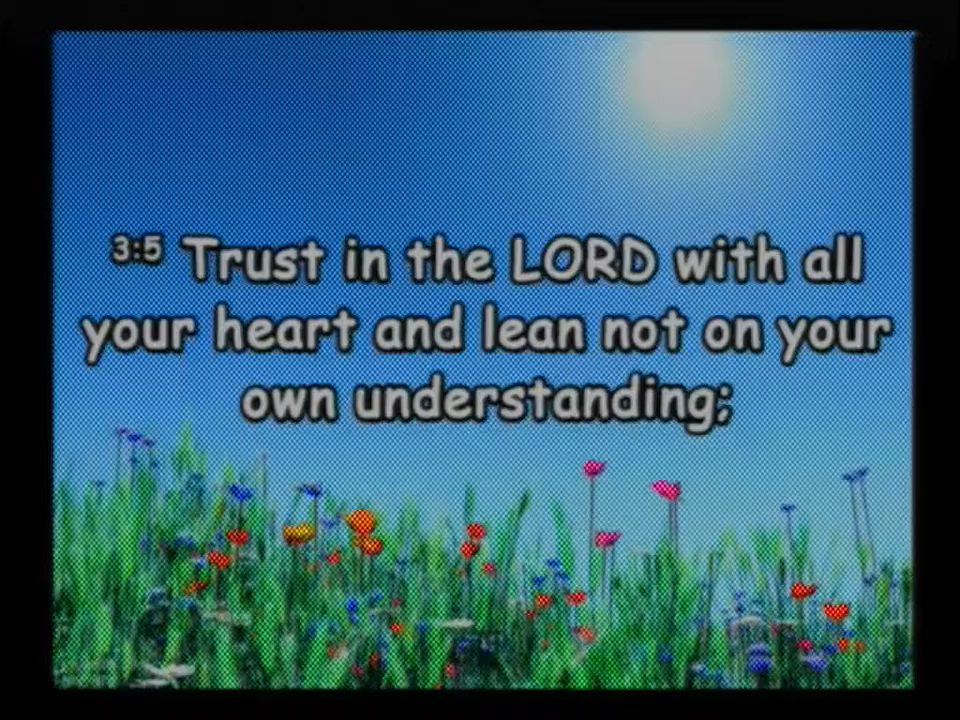 3:5 Trust in the LORD with all
your heart and lean not on your
own understanding;